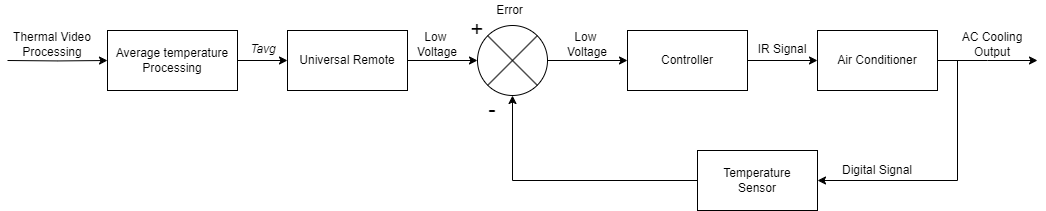 Error
Thermal Video
Processing
Average temperature
Processing
Tavg
Universal Remote
Low
Voltage
+
-
Low
Voltage
Controller
IR Signal
Air Conditioner
AC Cooling
Output
Temperature
Sensor
Digital Signal